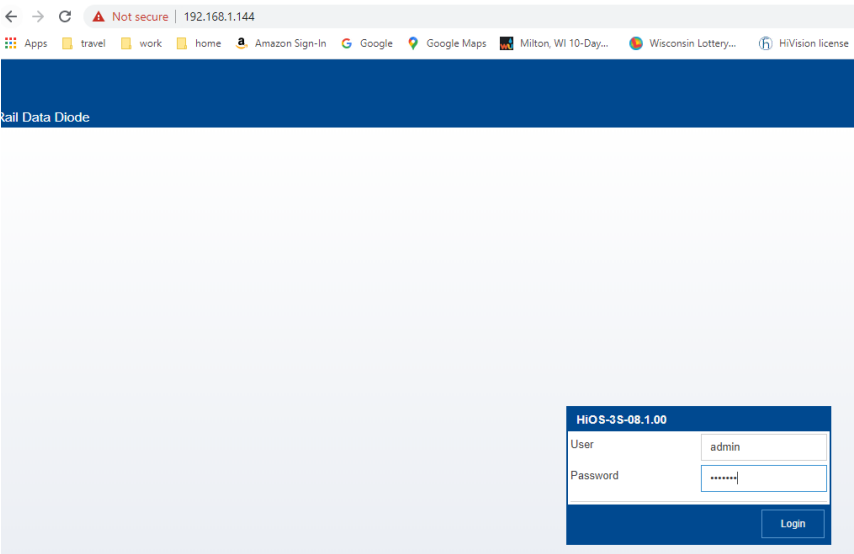 Not secure | 192.168.1.144
Apps travel work home Amazon Sign-In Google Google Maps Milton, WI 10-Day... Wisconsin Lottery... HiVision license
Rail Data Diode
HiOS-3S-08.1.00
User admin
Password •••••••
Login